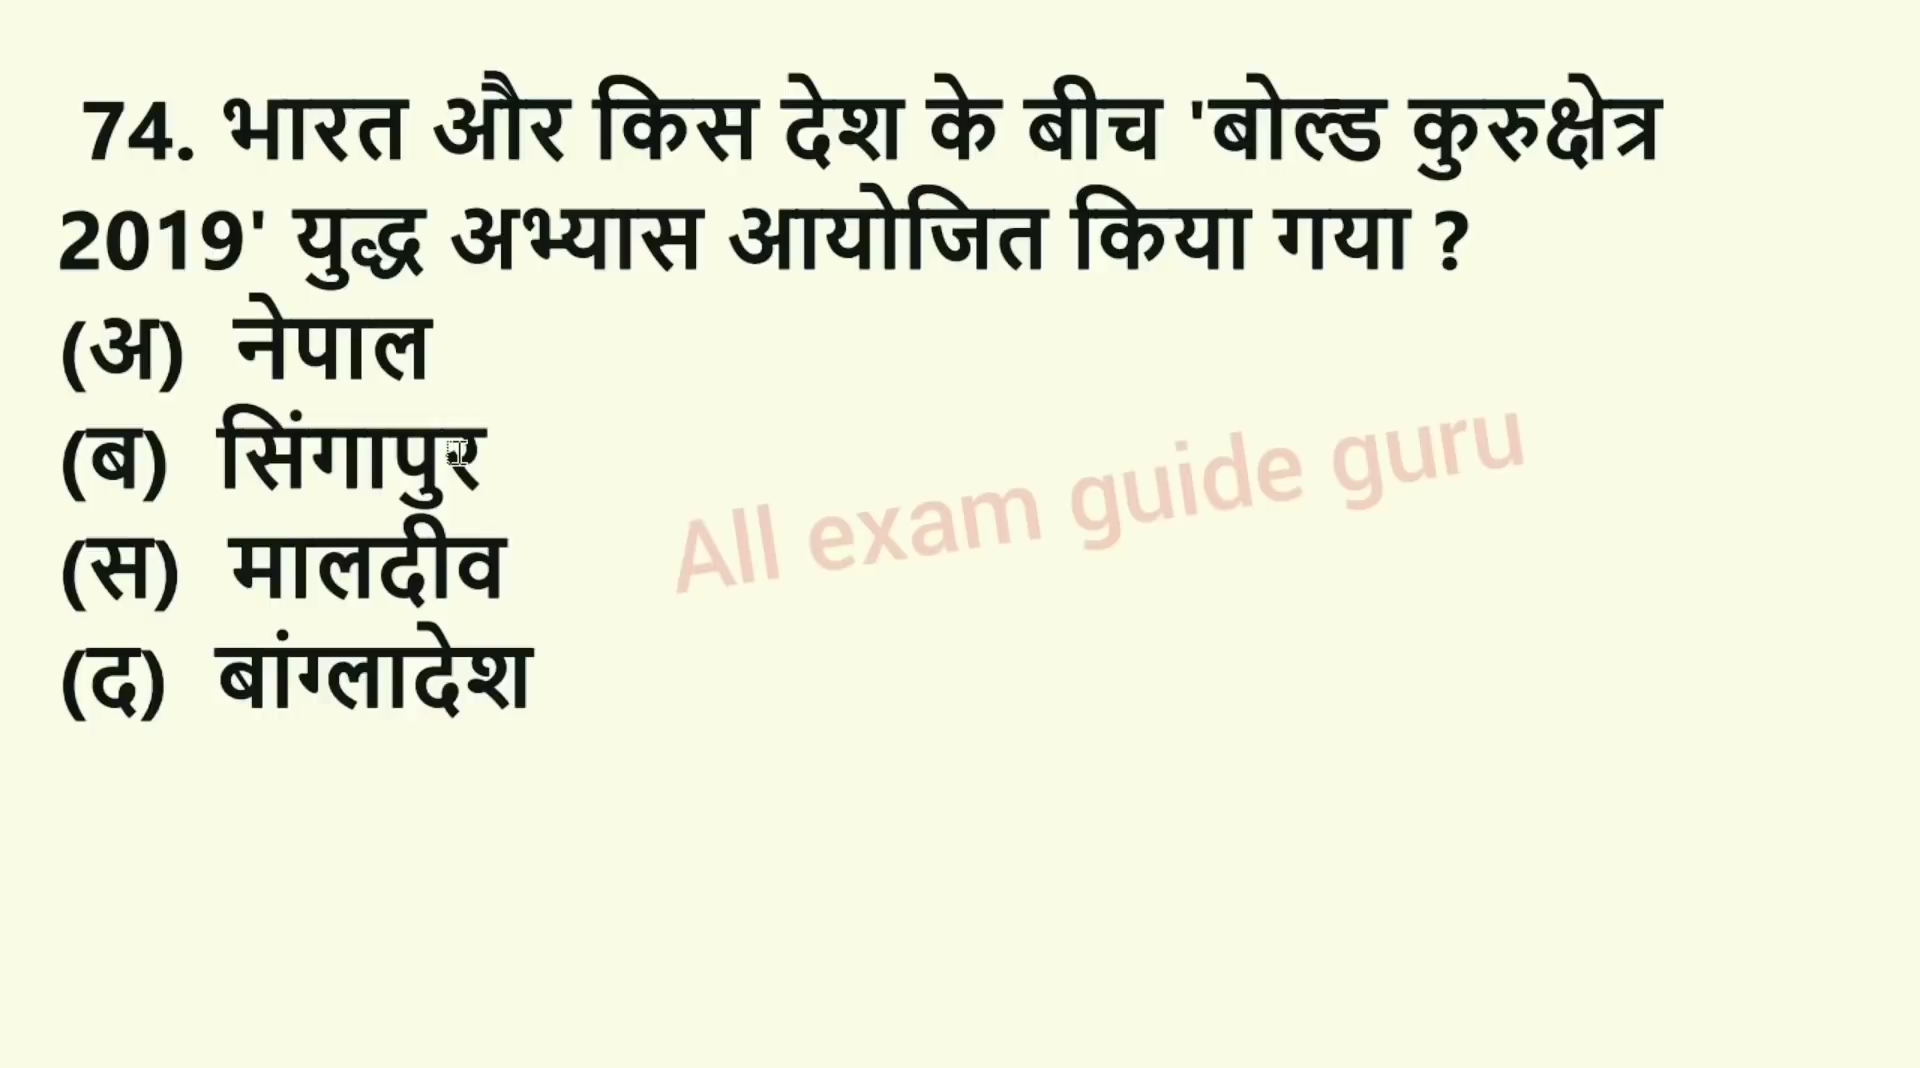 74. भारत और किस देश के बीच 'बोल्ड कुरुक्षेत्र
2019' युद्ध अभ्यास आयोजित किया गया ?
(अ) नेपाल
(ब) सिंगापुर
(स) मालदीव
(द) बांग्लादेश
All exam guide guru